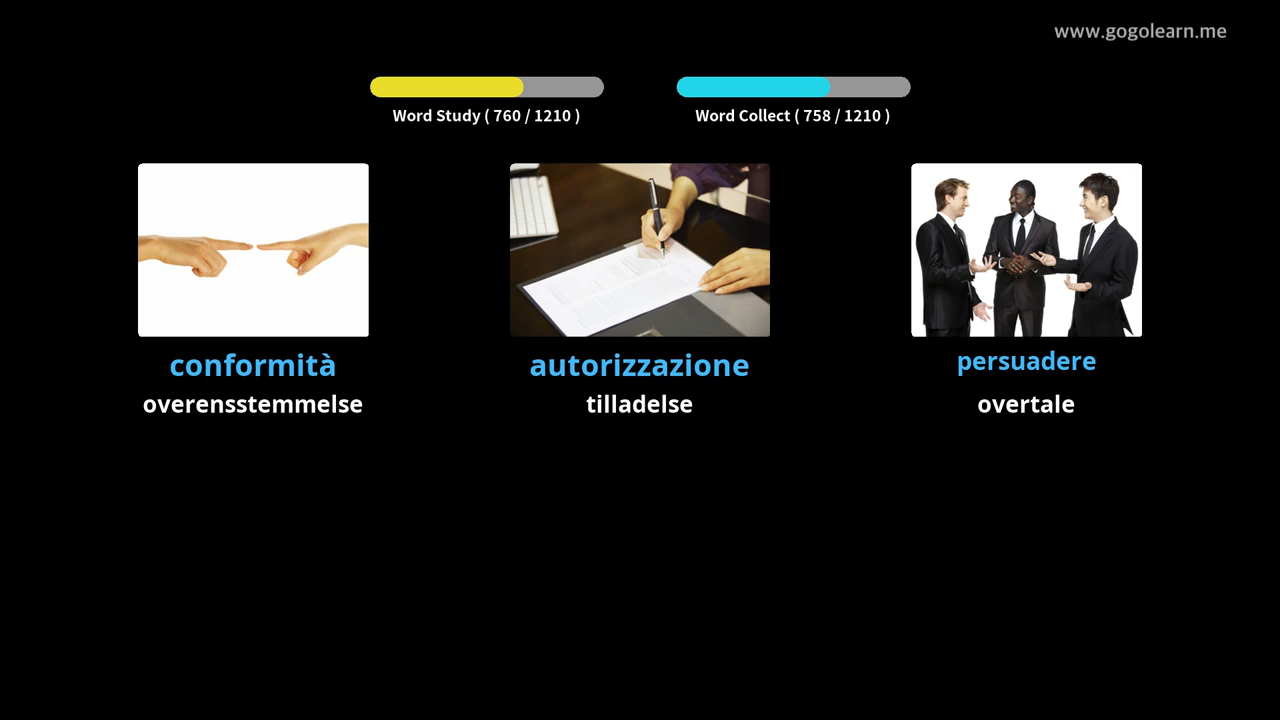 www.gogolearn.me
Word Study ( 760 / 1210 )
Word Collect ( 758 / 1210 )
conformità
overensstemmelse
autorizzazione
tilladelse
persuadere
overtale